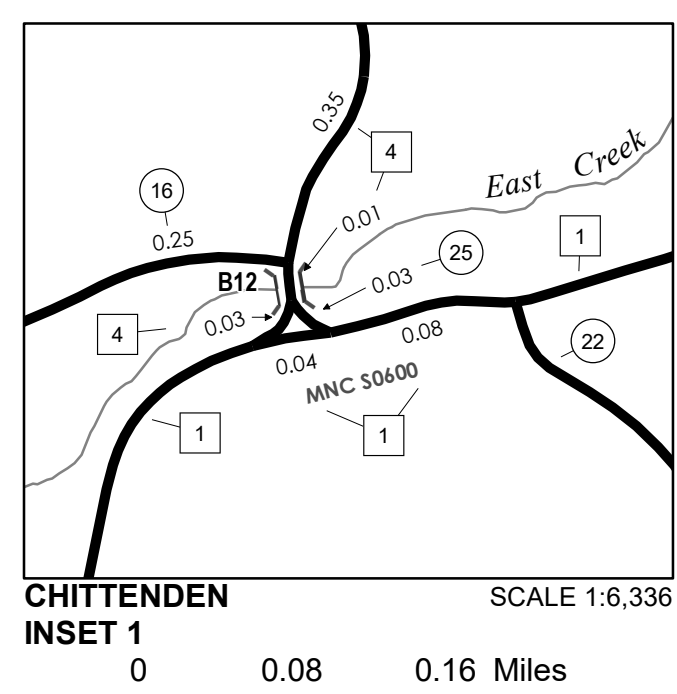 0.35
4
East Creek
16
0.01
0.25
25
1
B12
0.03
0.03
4
0.08
22
0.04
MNC S0600
1
1
CHITTENDEN
SCALE 1:6,336
INSET 1
0 0.08 0.16 Miles